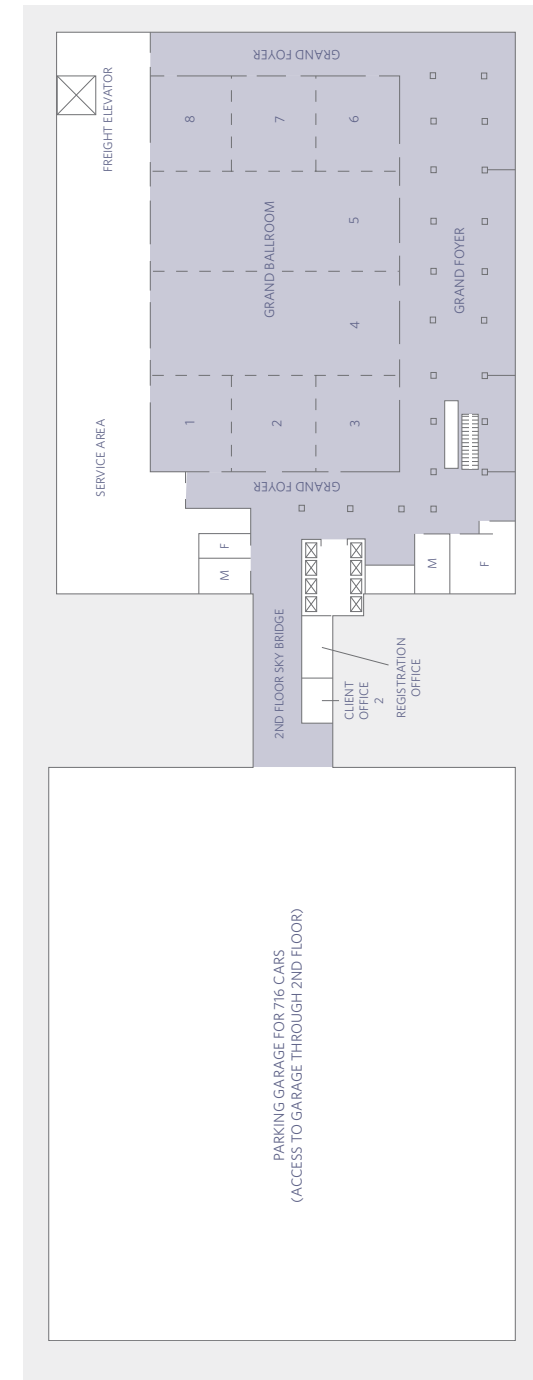 PARKING GARAGE FOR 716 CARS
(ACCESS TO GARAGE THROUGH 2ND FLOOR)
2ND FLOOR SKY BRIDGE
CLIENT
OFFICE
2
REGISTRATION
OFFICE
M
F
M
F
SERVICE AREA
FREIGHT ELEVATOR
GRAND FOYER
GRAND BALLROOM
1
2
3
4
5
6
7
8
GRAND FOYER
GRAND FOYER